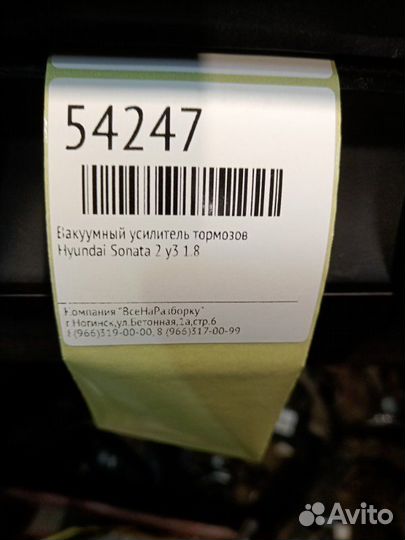 54247
Вакуумный усилитель тормозов
Hyundai Sonata 2 y3 1.8
Компания "ВсеНаРазборку"
г.Ногинск,ул.Бетонная,1а,стр.6
8(966)319-00-00, 8 (966)317-00-99
Avito